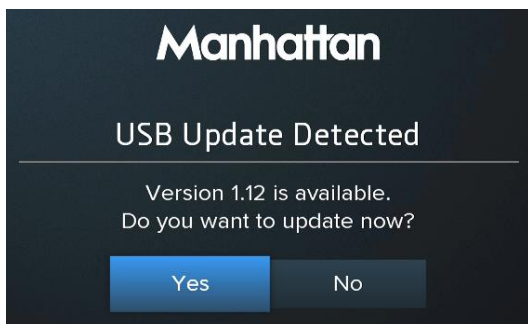 Manhattan
USB Update Detected
Version 1.12 is available.
Do you want to update now?
Yes
No